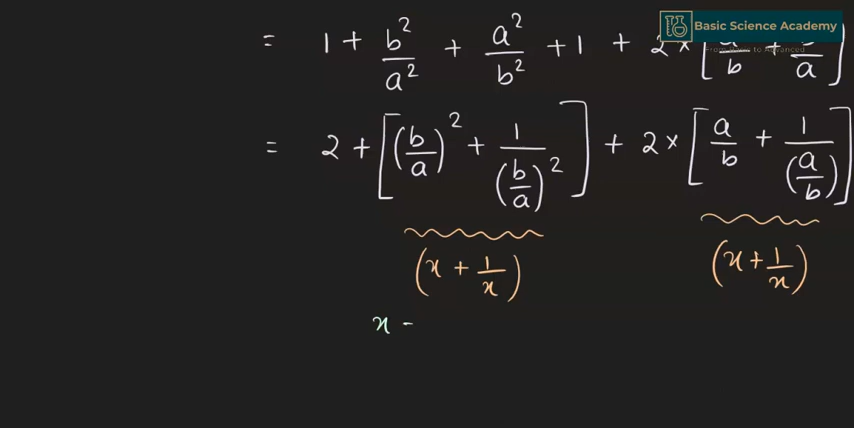 Basic Science Academy
= 1 + b²/a² + a²/b² + 1 + 2 × [a/b + b/a]
= 2 + [(b/a)² + 1/(b/a)²] + 2 × [a/b + 1/(a/b)]
(x + 1/x) (x + 1/x)
x -